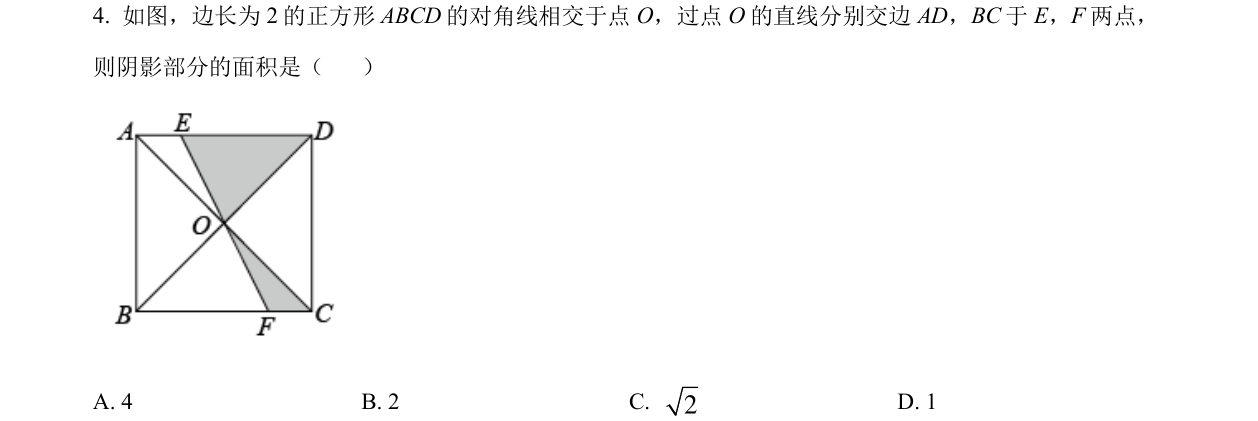 4. 如图，边长为 2 的正方形 ABCD 的对角线相交于点 O，过点 O 的直线分别交边 AD，BC 于 E，F 两点，
则阴影部分的面积是（　　）
A E D
O
B F C
A. 4 B. 2 C. √2 D. 1